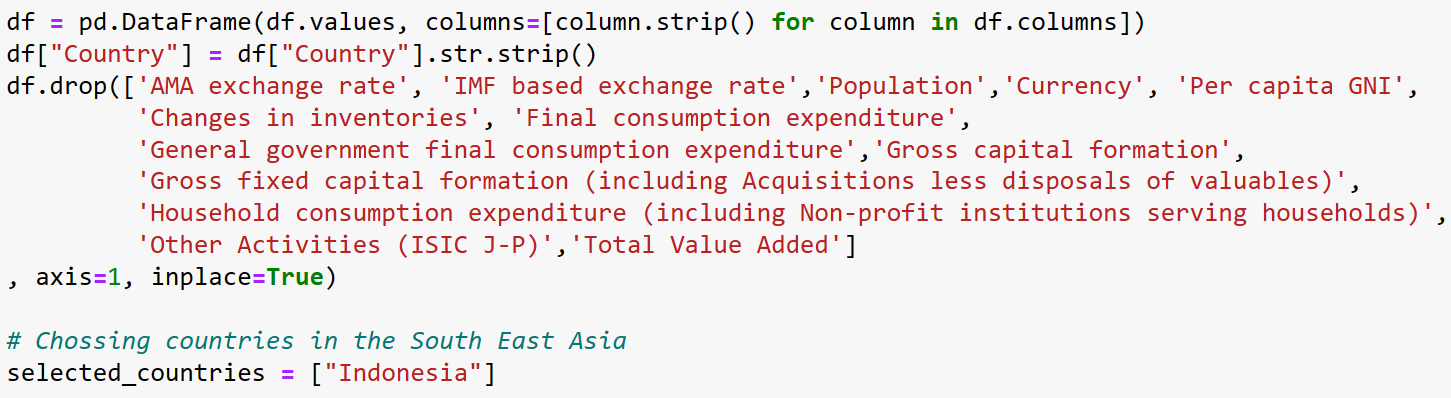 df = pd.DataFrame(df.values, columns=[column.strip() for column in df.columns])
df["Country"] = df["Country"].str.strip()
df.drop(['AMA exchange rate', 'IMF based exchange rate','Population','Currency', 'Per capita GNI',
'Changes in inventories', 'Final consumption expenditure',
'General government final consumption expenditure','Gross capital formation',
'Gross fixed capital formation (including Acquisitions less disposals of valuables)',
'Household consumption expenditure (including Non-profit institutions serving households)',
'Other Activities (ISIC J-P)','Total Value Added']
, axis=1, inplace=True)
# Chossing countries in the South East Asia
selected_countries = ["Indonesia"]